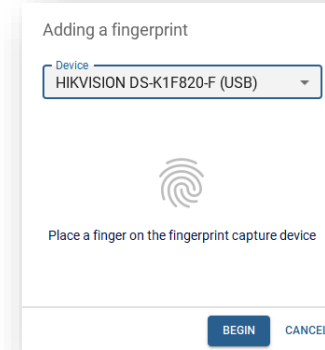 Adding a fingerprint
Device
HIKVISION DS-K1F820-F (USB)
Place a finger on the fingerprint capture device
BEGIN
CANCEL